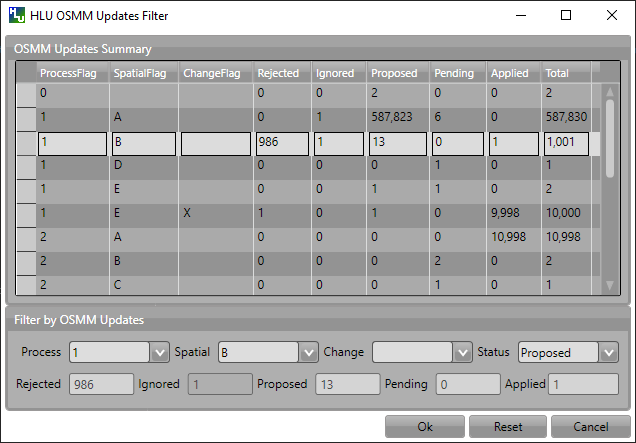 HLU OSMM Updates Filter
OSMM Updates Summary
ProcessFlag SpatialFlag ChangeFlag Rejected Ignored Proposed Pending Applied Total
0 0 0 2 0 0 2
1 A 0 1 587,823 6 0 587,830
1 B 986 1 13 0 1 1,001
1 D 0 0 0 1 0 1
1 E 0 0 1 1 0 2
1 E X 1 0 1 0 9,998 10,000
2 A 0 0 0 0 10,998 10,998
2 B 0 0 0 2 0 2
2 C 0 0 0 1 0 1
Filter by OSMM Updates
Process 1 Spatial B Change Status Proposed
Rejected 986 Ignored 1 Proposed 13 Pending 0 Applied 1
Ok Reset Cancel